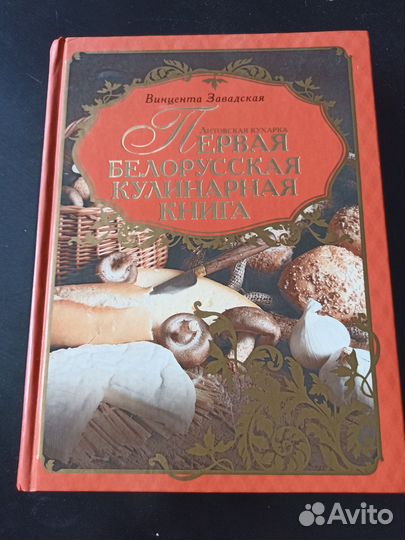 Винцента Завадская
Литовская кухарка
Первая
белорусская
кулинарная
книга
Avito